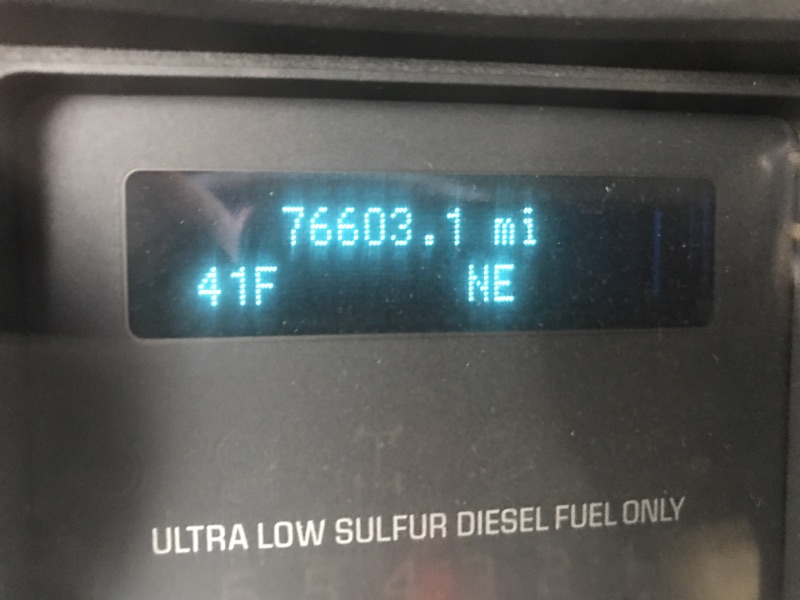 76603.1 mi
41F NE
ULTRA LOW SULFUR DIESEL FUEL ONLY